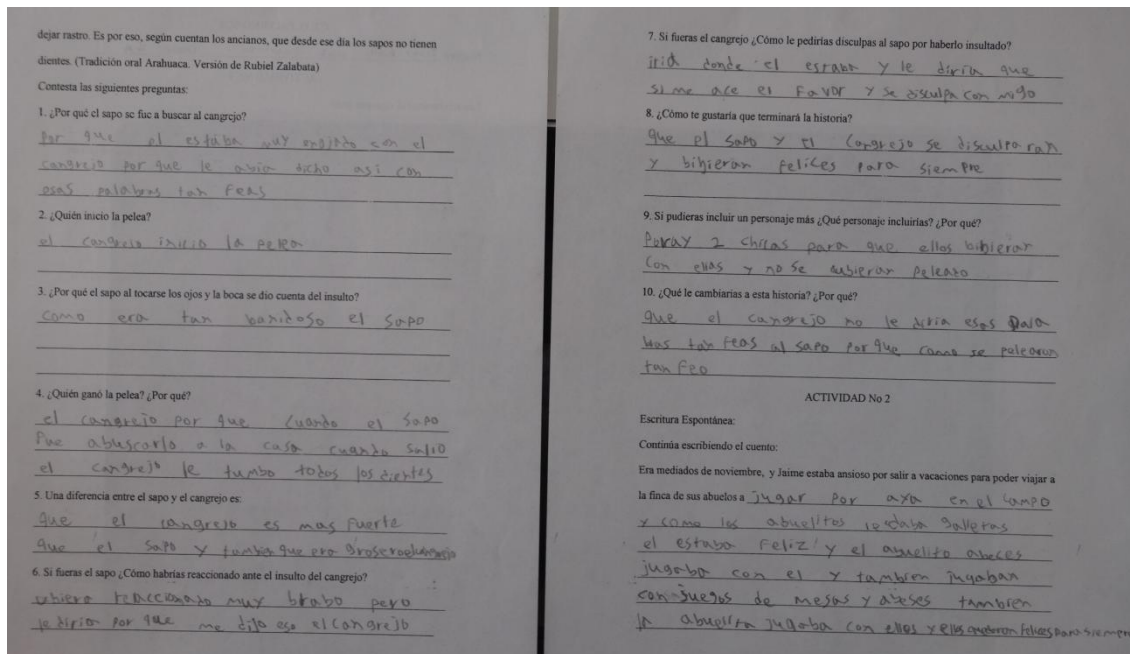 dejar rastro. Es por eso, según cuentan los ancianos, que desde ese día los sapos no tienen
dientes. (Tradición oral Arahuaca. Versión de Rubiel Zalabata)
Contesta las siguientes preguntas:
1. ¿Por qué el sapo se fue a buscar al cangrejo?
Por que el estaba muy enojado con el
cangrejo por que le avia dicho asi con
esas palabras tan Feas
2. ¿Quién inicio la pelea?
el cangrejo inicio la pelea
3. ¿Por qué el sapo al tocarse los ojos y la boca se dio cuenta del insulto?
como era tan banidoso el sapo
4. ¿Quién ganó la pelea? ¿Por qué?
el cangrejo por que cuando el sapo
Fue abuscarlo a la casa cuando salio
el cangrejo le tumbo todos los dientes
5. Una diferencia entre el sapo y el cangrejo es:
que el cangrejo es mas Fuerte
que el sapo y tambien que era
6. Si fueras el sapo ¿Cómo habrías reaccionado ante el insulto del cangrejo?
ubiera reaccionado muy brabo pero
le diria por que me dijo eso el cangrejo
7. Si fueras el cangrejo ¿Cómo le pedirías disculpas al sapo por haberlo insultado?
iria donde el estaba y le diria que
si me ace el Favor y se disculpa con migo
8. ¿Cómo te gustaría que terminará la historia?
que el sapo y el cangrejo se disculparan
y bibieran felices para siempre
9. Si pudieras incluir un personaje más ¿Qué personaje incluirías? ¿Por qué?
2 chicas para que ellos bibieran
con ellas y no se ubieran peleado
10. ¿Qué le cambiarías a esta historia? ¿Por qué?
que el cangrejo no le diria esas pala
bras tan feas al sapo por que como se pelearon
tan Feo
ACTIVIDAD No 2
Escritura Espontánea:
Continúa escribiendo el cuento:
Era mediados de noviembre, y Jaime estaba ansioso por salir a vacaciones para poder viajar a
la finca de sus abuelos a jugar por aya en el campo
y como los abuelitos le daba galletas
el estaba Feliz y el abuelito abeces
jugaba con el y tambien jugaban
con juegos de mesas y abeses tambien
la abuelita jugaba con ellos y ellos quedaron felices para siempre